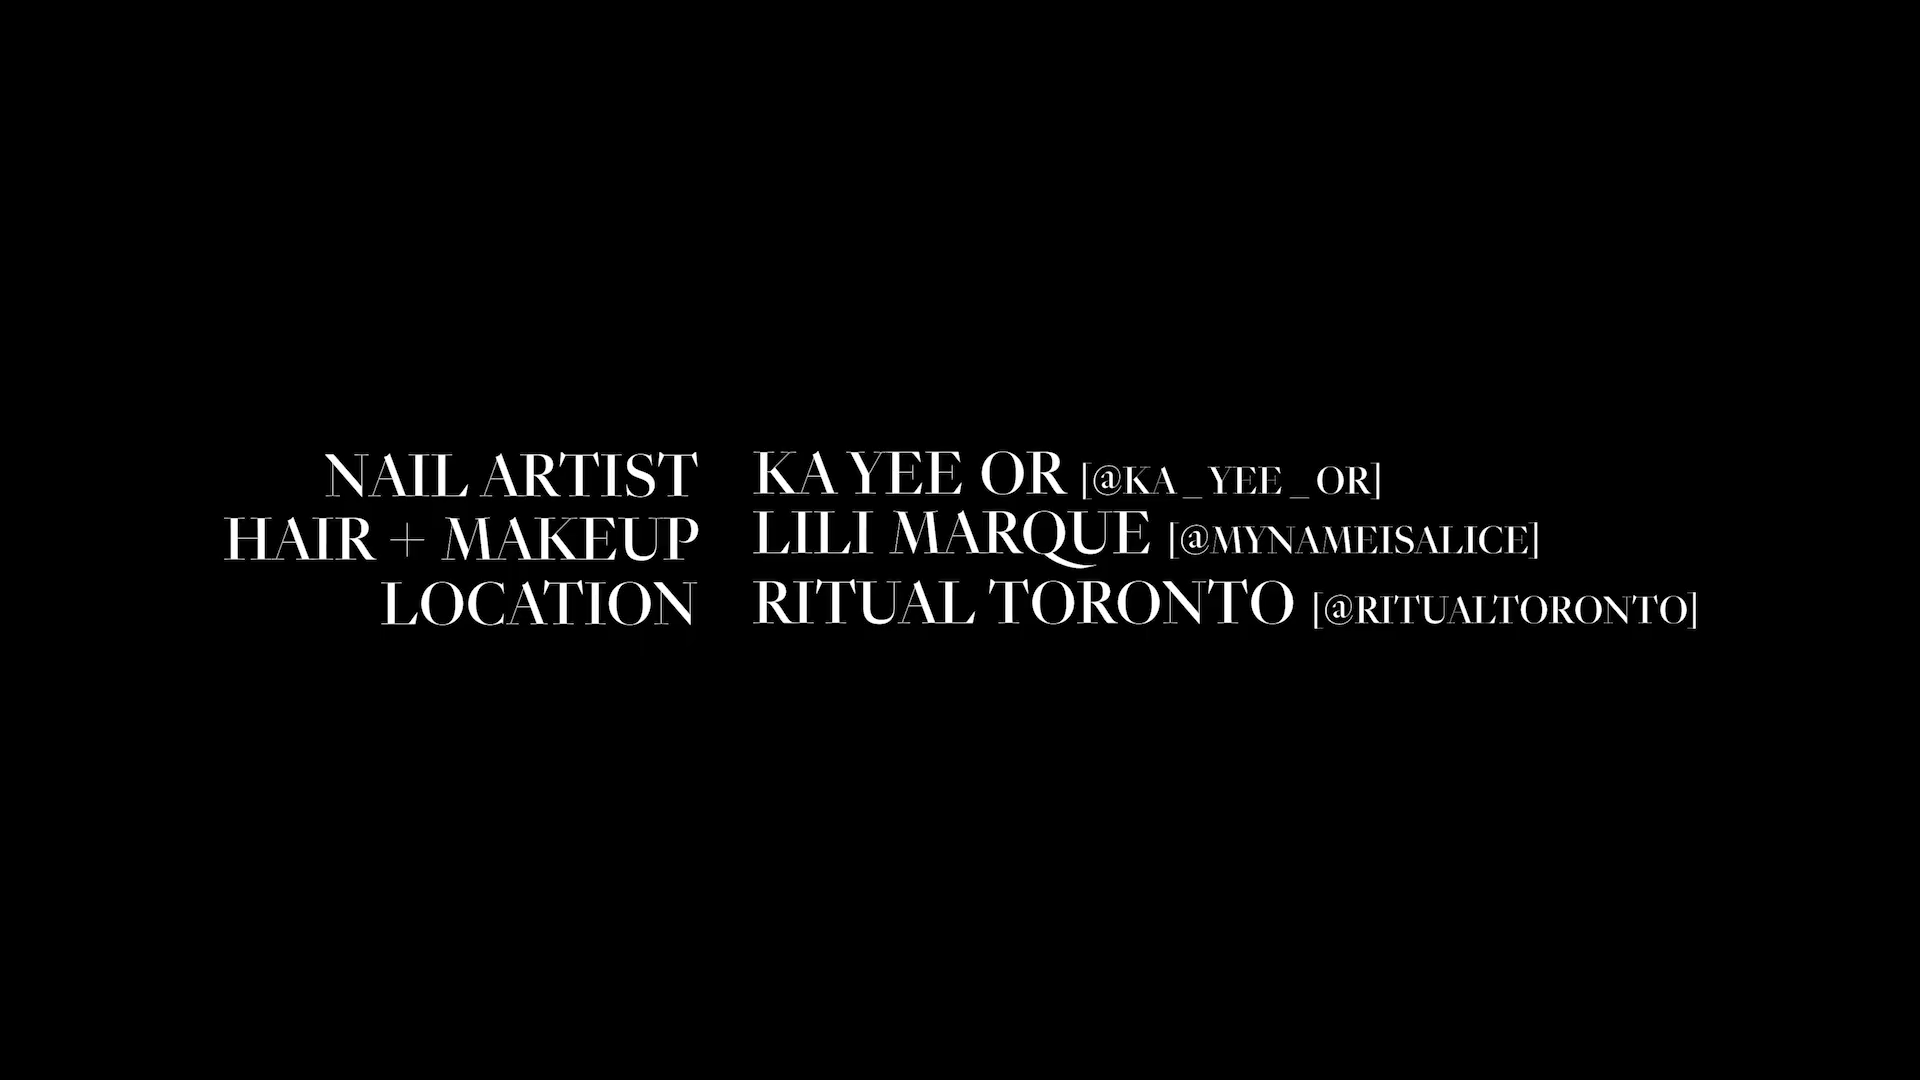 NAIL ARTIST KA YEE OR [@KA_YEE_OR]
HAIR + MAKEUP LILI MARQUE [@MYNAMEISALICE]
LOCATION RITUAL TORONTO [@RITUALTORONTO]